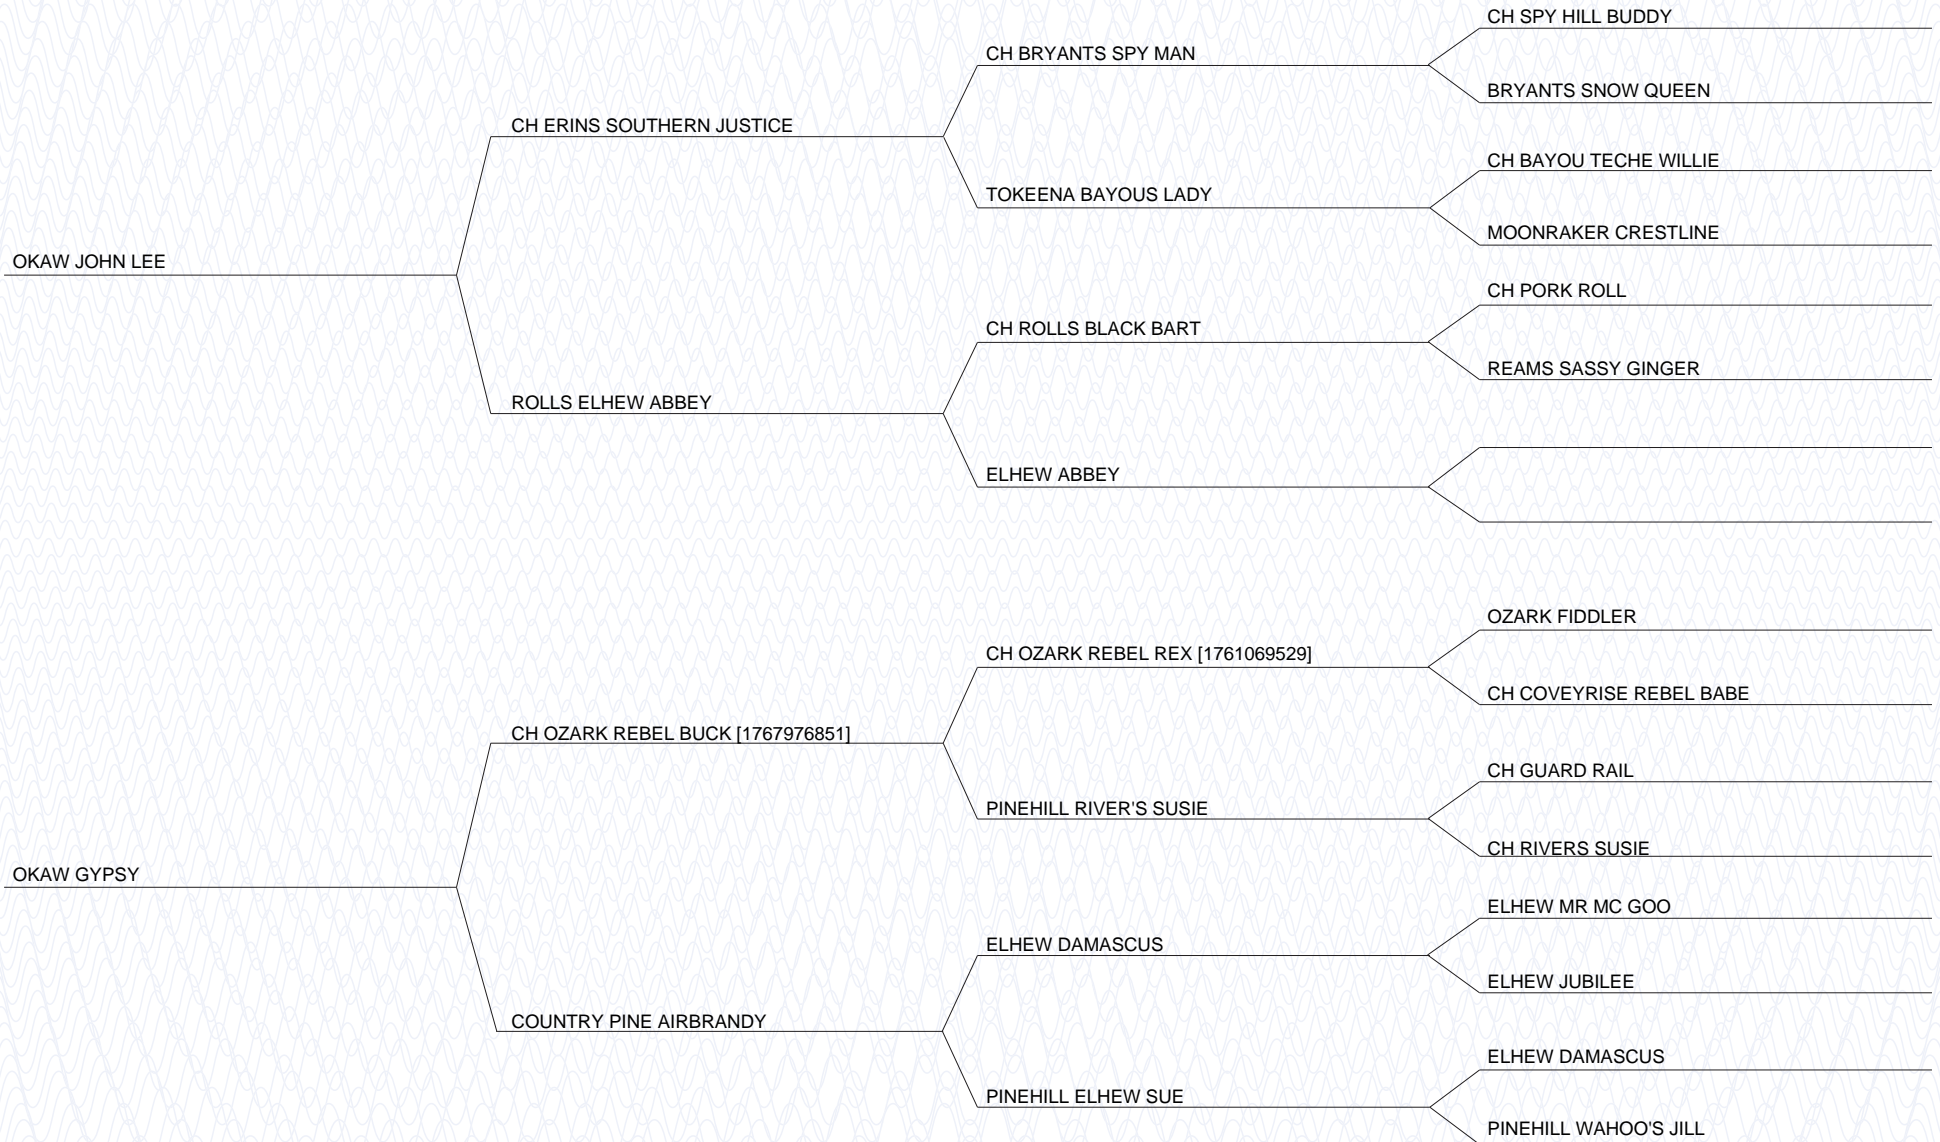 CH SPY HILL BUDDY
CH BRYANTS SPY MAN
BRYANTS SNOW QUEEN
CH ERINS SOUTHERN JUSTICE
CH BAYOU TECHE WILLIE
TOKEENA BAYOUS LADY
MOONRAKER CRESTLINE
OKAW JOHN LEE
CH PORK ROLL
CH ROLLS BLACK BART
REAMS SASSY GINGER
ROLLS ELHEW ABBEY
ELHEW ABBEY
OZARK FIDDLER
CH OZARK REBEL REX [1761069529]
CH COVEYRISE REBEL BABE
CH OZARK REBEL BUCK [1767976851]
CH GUARD RAIL
PINEHILL RIVER'S SUSIE
CH RIVERS SUSIE
OKAW GYPSY
ELHEW MR MC GOO
ELHEW DAMASCUS
ELHEW JUBILEE
COUNTRY PINE AIRBRANDY
ELHEW DAMASCUS
PINEHILL ELHEW SUE
PINEHILL WAHOO'S JILL